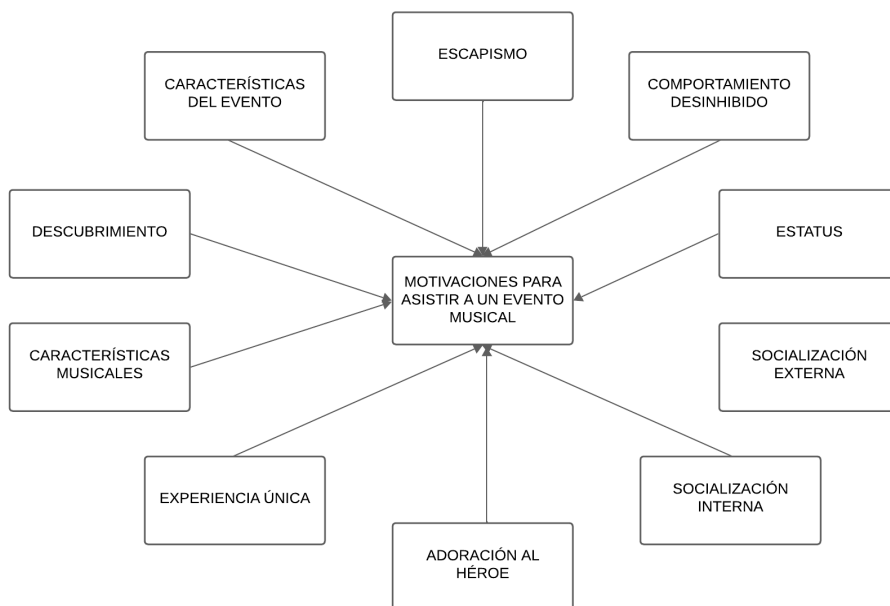 ESCAPISMO
CARACTERÍSTICAS
DEL EVENTO
COMPORTAMIENTO
DESINHIBIDO
DESCUBRIMIENTO
ESTATUS
MOTIVACIONES PARA
ASISTIR A UN EVENTO
MUSICAL
CARACTERÍSTICAS
MUSICALES
SOCIALIZACIÓN
EXTERNA
EXPERIENCIA ÚNICA
SOCIALIZACIÓN
INTERNA
ADORACIÓN AL
HÉROE